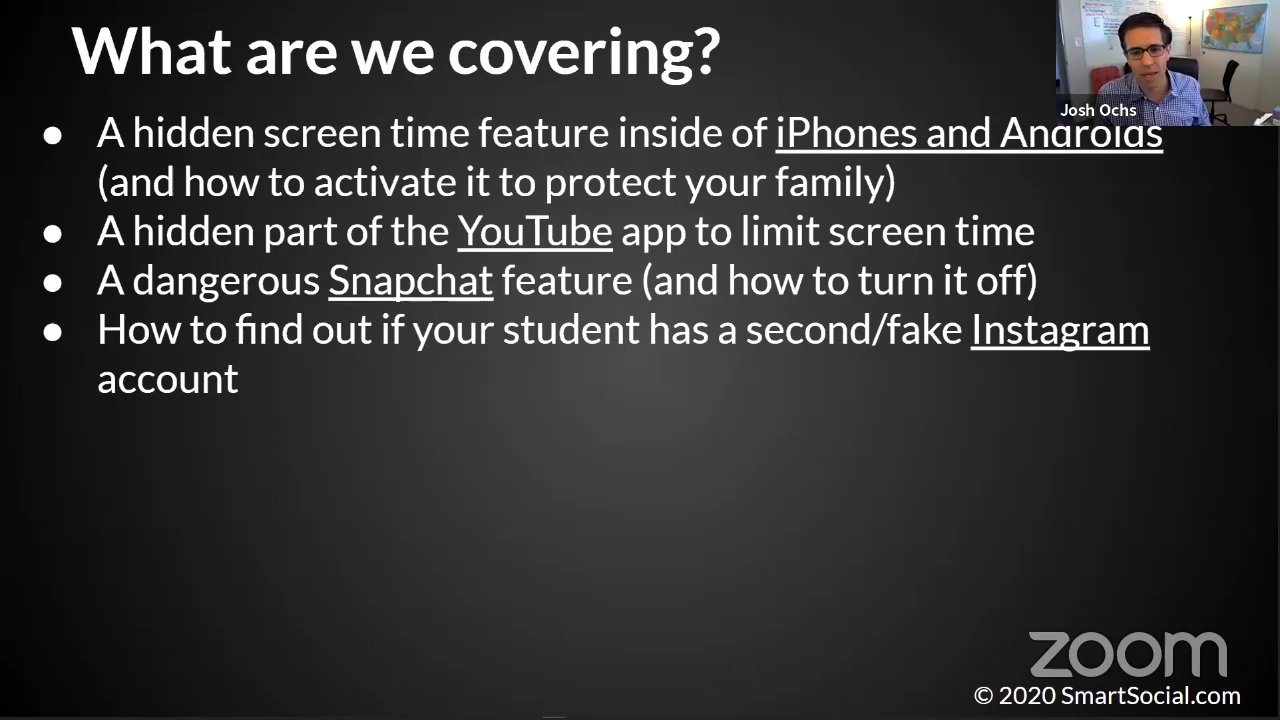 What are we covering?
Josh Ochs
● A hidden screen time feature inside of iPhones and Androids
(and how to activate it to protect your family)
● A hidden part of the YouTube app to limit screen time
● A dangerous Snapchat feature (and how to turn it off)
● How to find out if your student has a second/fake Instagram
account
zoom
© 2020 SmartSocial.com